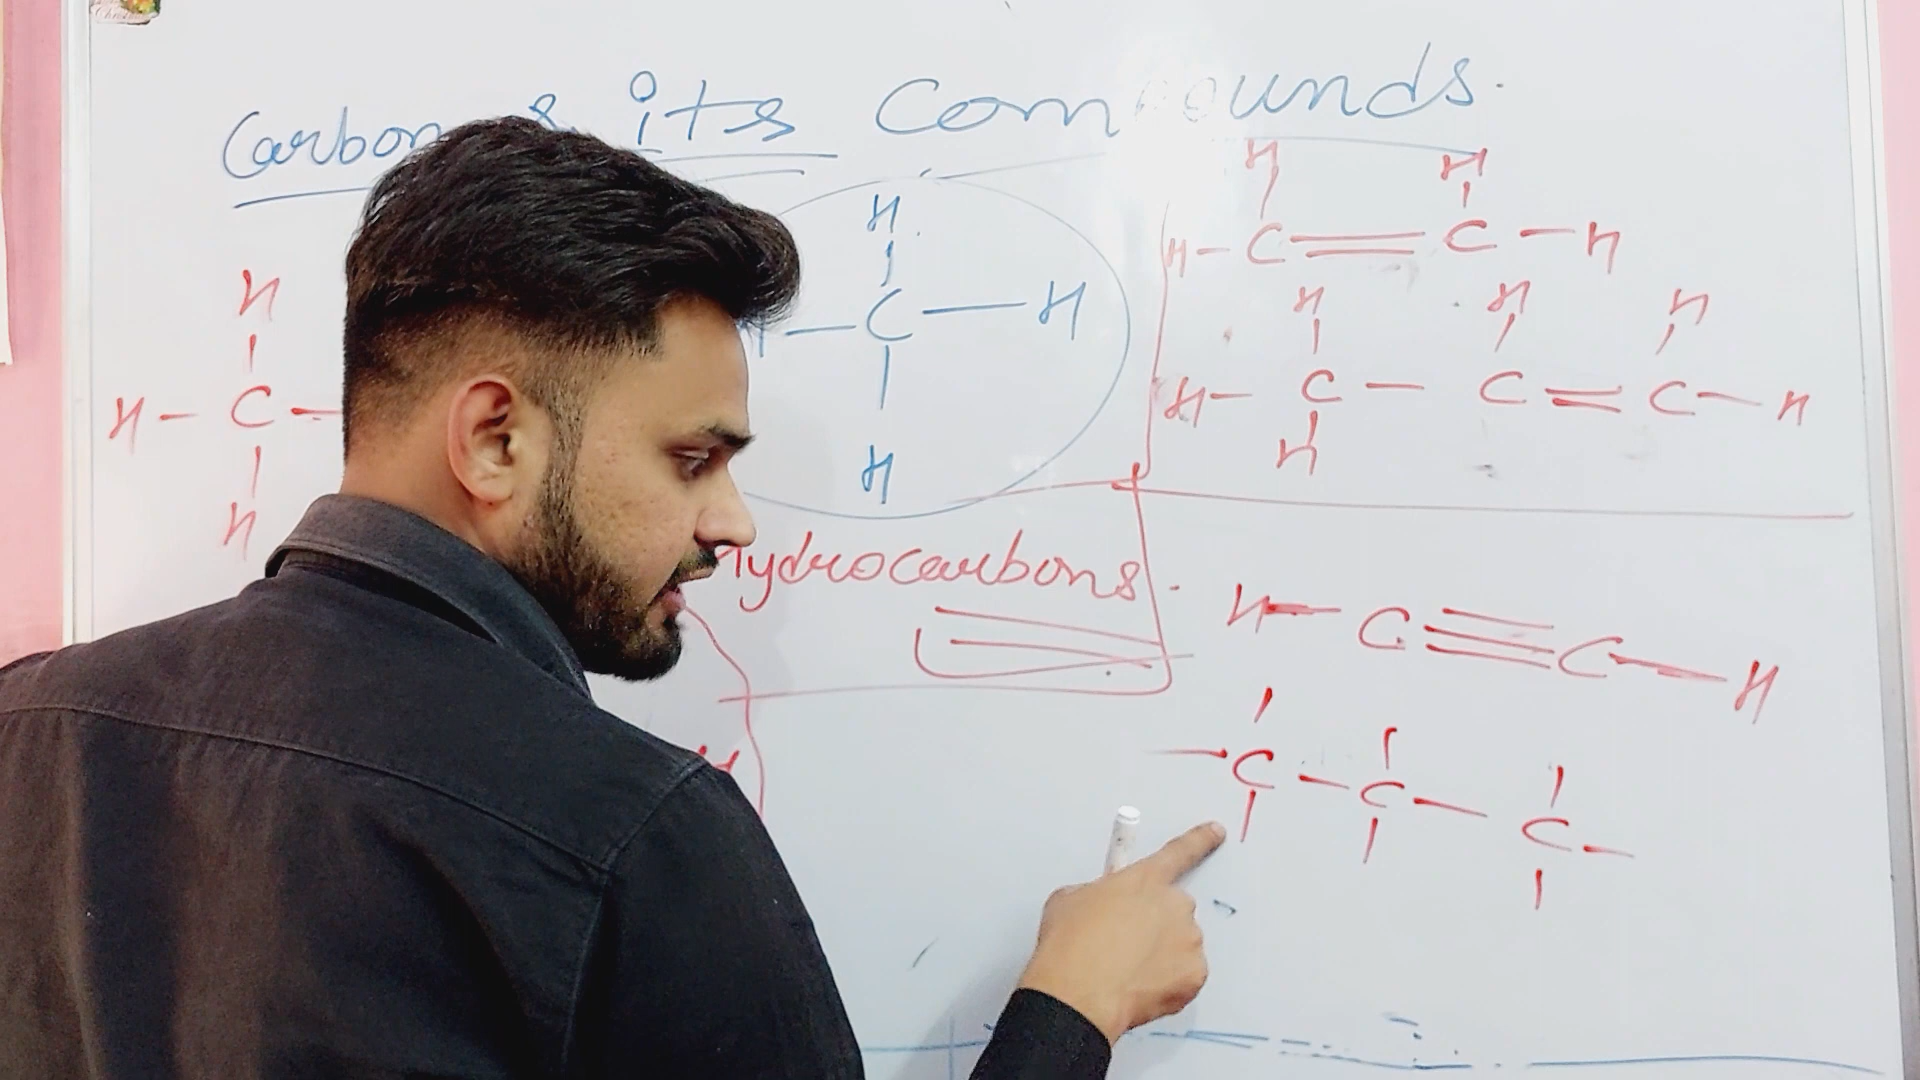 Carbon & its Compounds.
H H
H-C=C-H
H
H-C-H
H
H H H
H-C-C=C-H
H
H
H-C-
H
Hydrocarbons.
H-C≡C-H
-C-C-C-